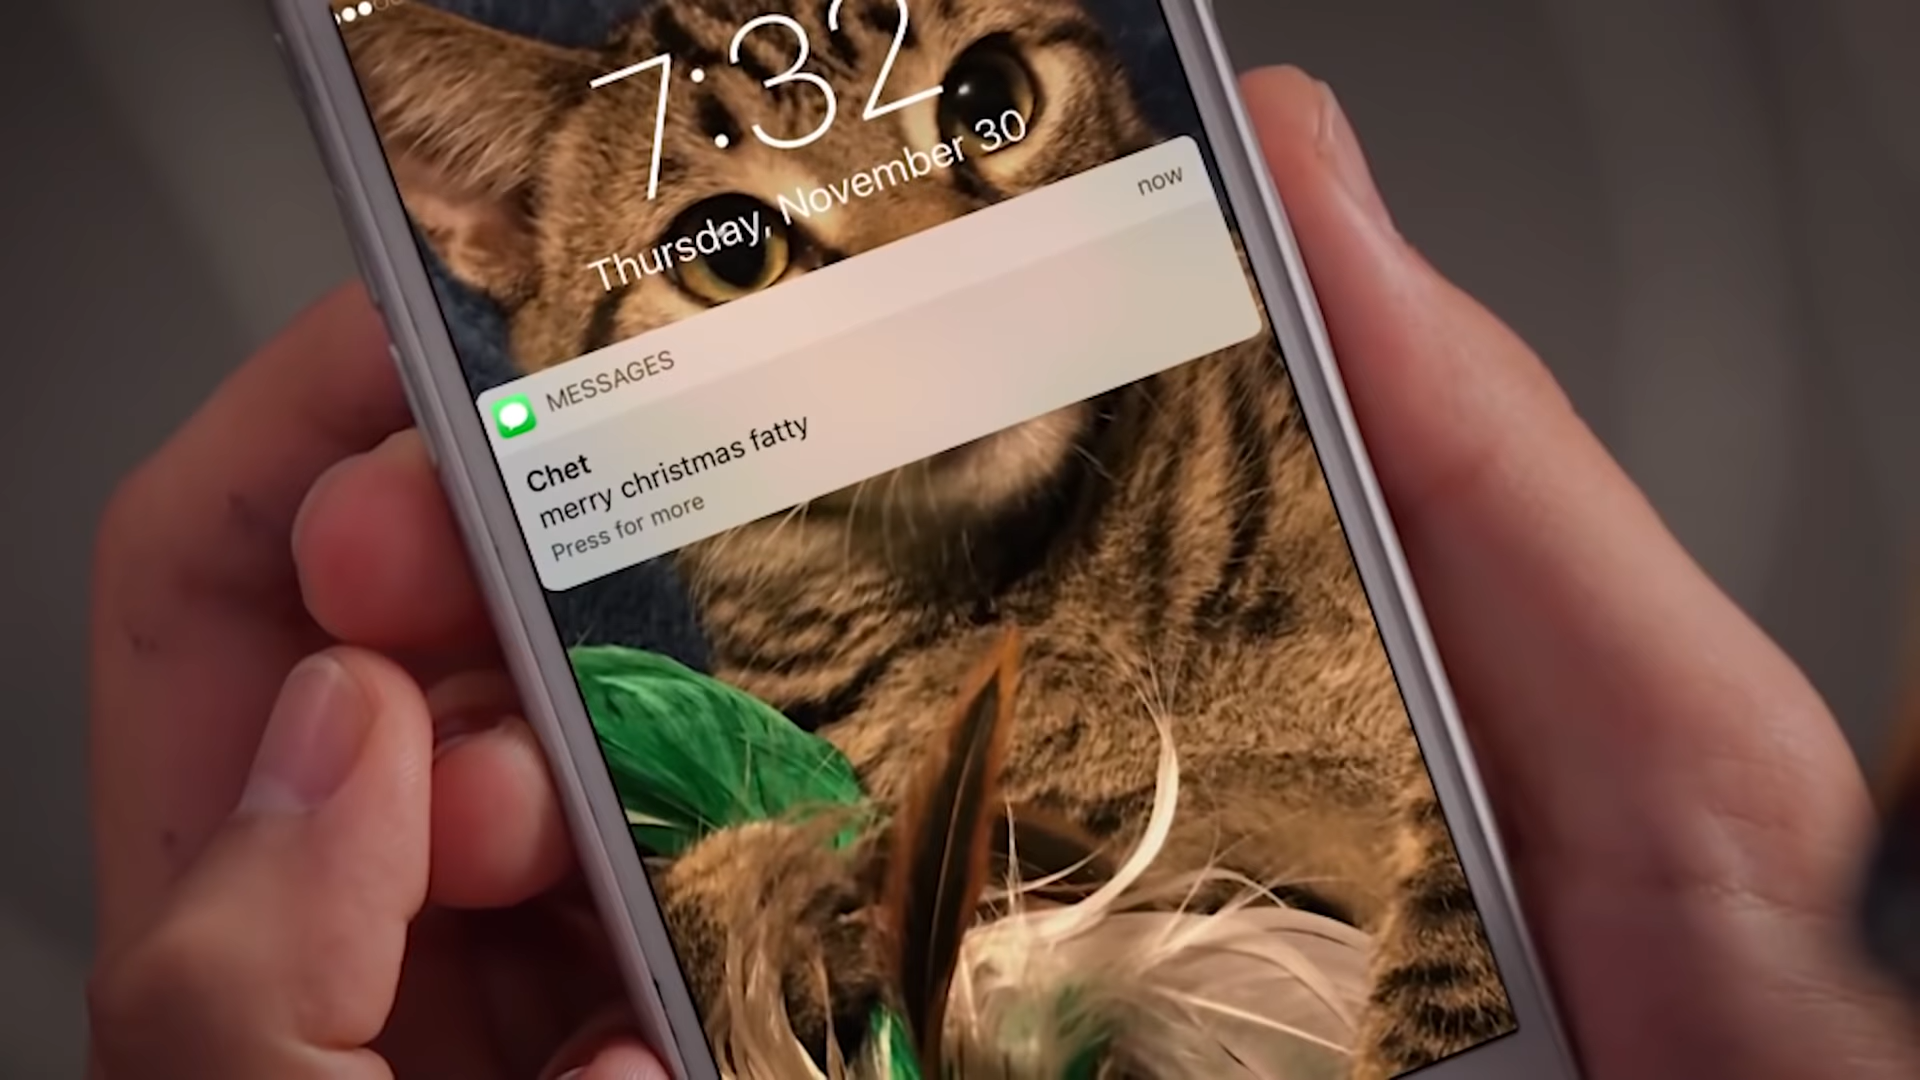 7:32
Thursday, November 30
MESSAGES
now
Chet
merry christmas fatty
Press for more